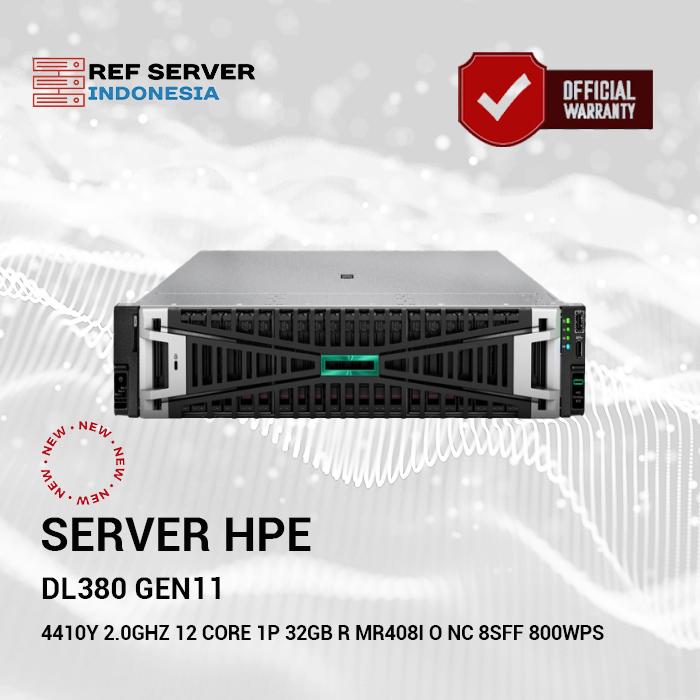 REF SERVER
INDONESIA
OFFICIAL
WARRANTY
NEW · NEW · NEW · NEW · NEW ·
SERVER HPE
DL380 GEN11
4410Y 2.0GHZ 12 CORE 1P 32GB R MR408I O NC 8SFF 800WPS